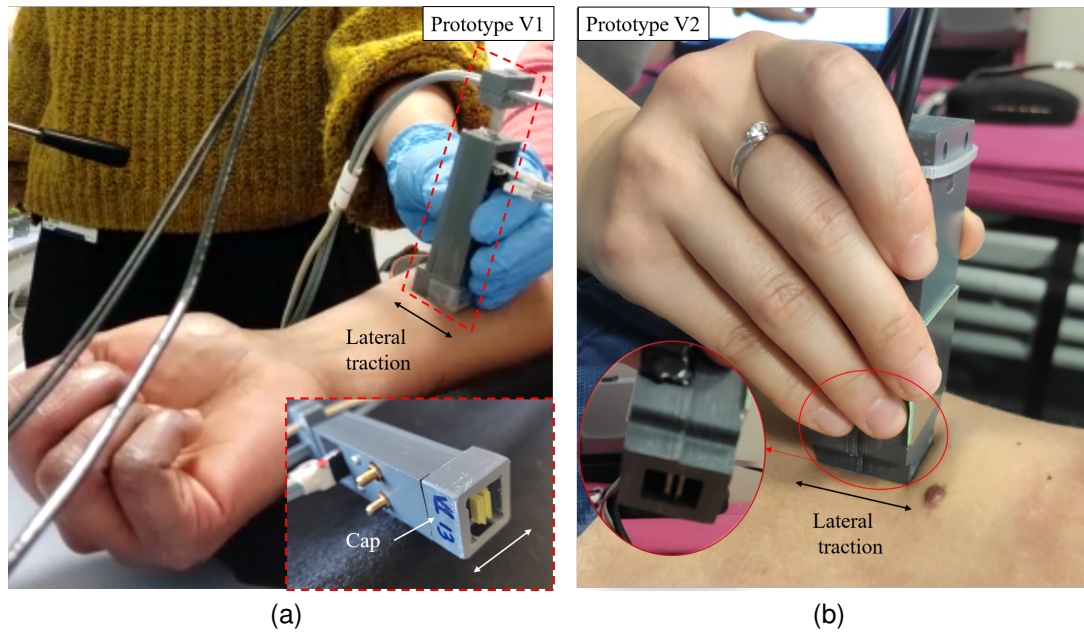 Prototype V1
Lateral
traction
Cap
(a)
Prototype V2
Lateral
traction
(b)